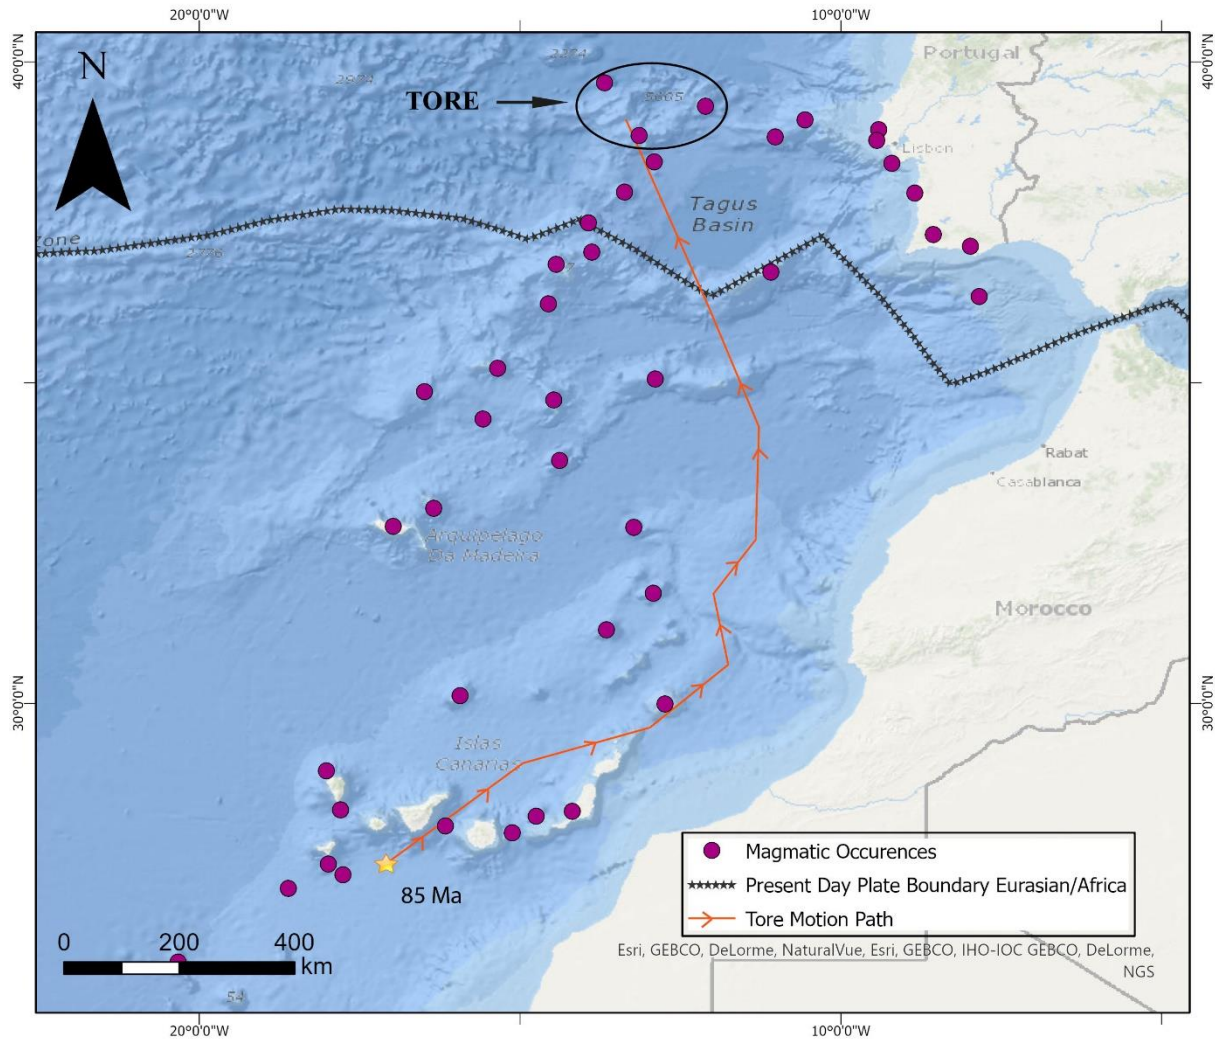 20°0'0"W
10°0'0"W
40°0'0"N
40°0'0"N
N
Portugal
TORE
Lisbon
Tagus
Basin
zone
Rabat
Casablanca
Arquipelago
Da Madeira
Morocco
30°0'0"N
30°0'0"N
Islas
Canarias
85 Ma
Magmatic Occurences
Present Day Plate Boundary Eurasian/Africa
Tore Motion Path
0
200
400
km
Esri, GEBCO, DeLorme, NaturalVue, Esri, GEBCO, IHO-IOC GEBCO, DeLorme,
NGS
54
20°0'0"W
10°0'0"W